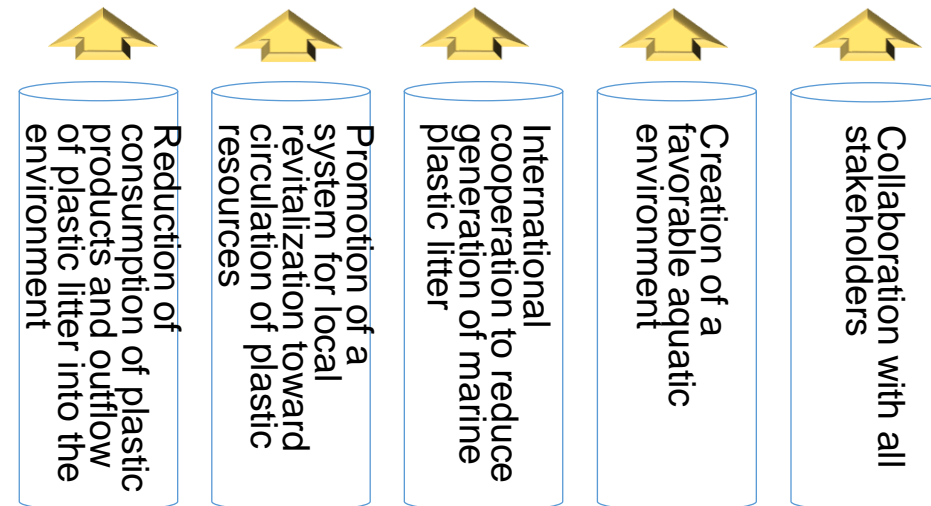 Reduction of
consumption of plastic
products and outflow
of plastic litter into the
environment
Promotion of a
system for local
revitalization toward
circulation of plastic
resources
International
cooperation to reduce
generation of marine
plastic litter
Creation of a
favorable aquatic
environment
Collaboration with all
stakeholders